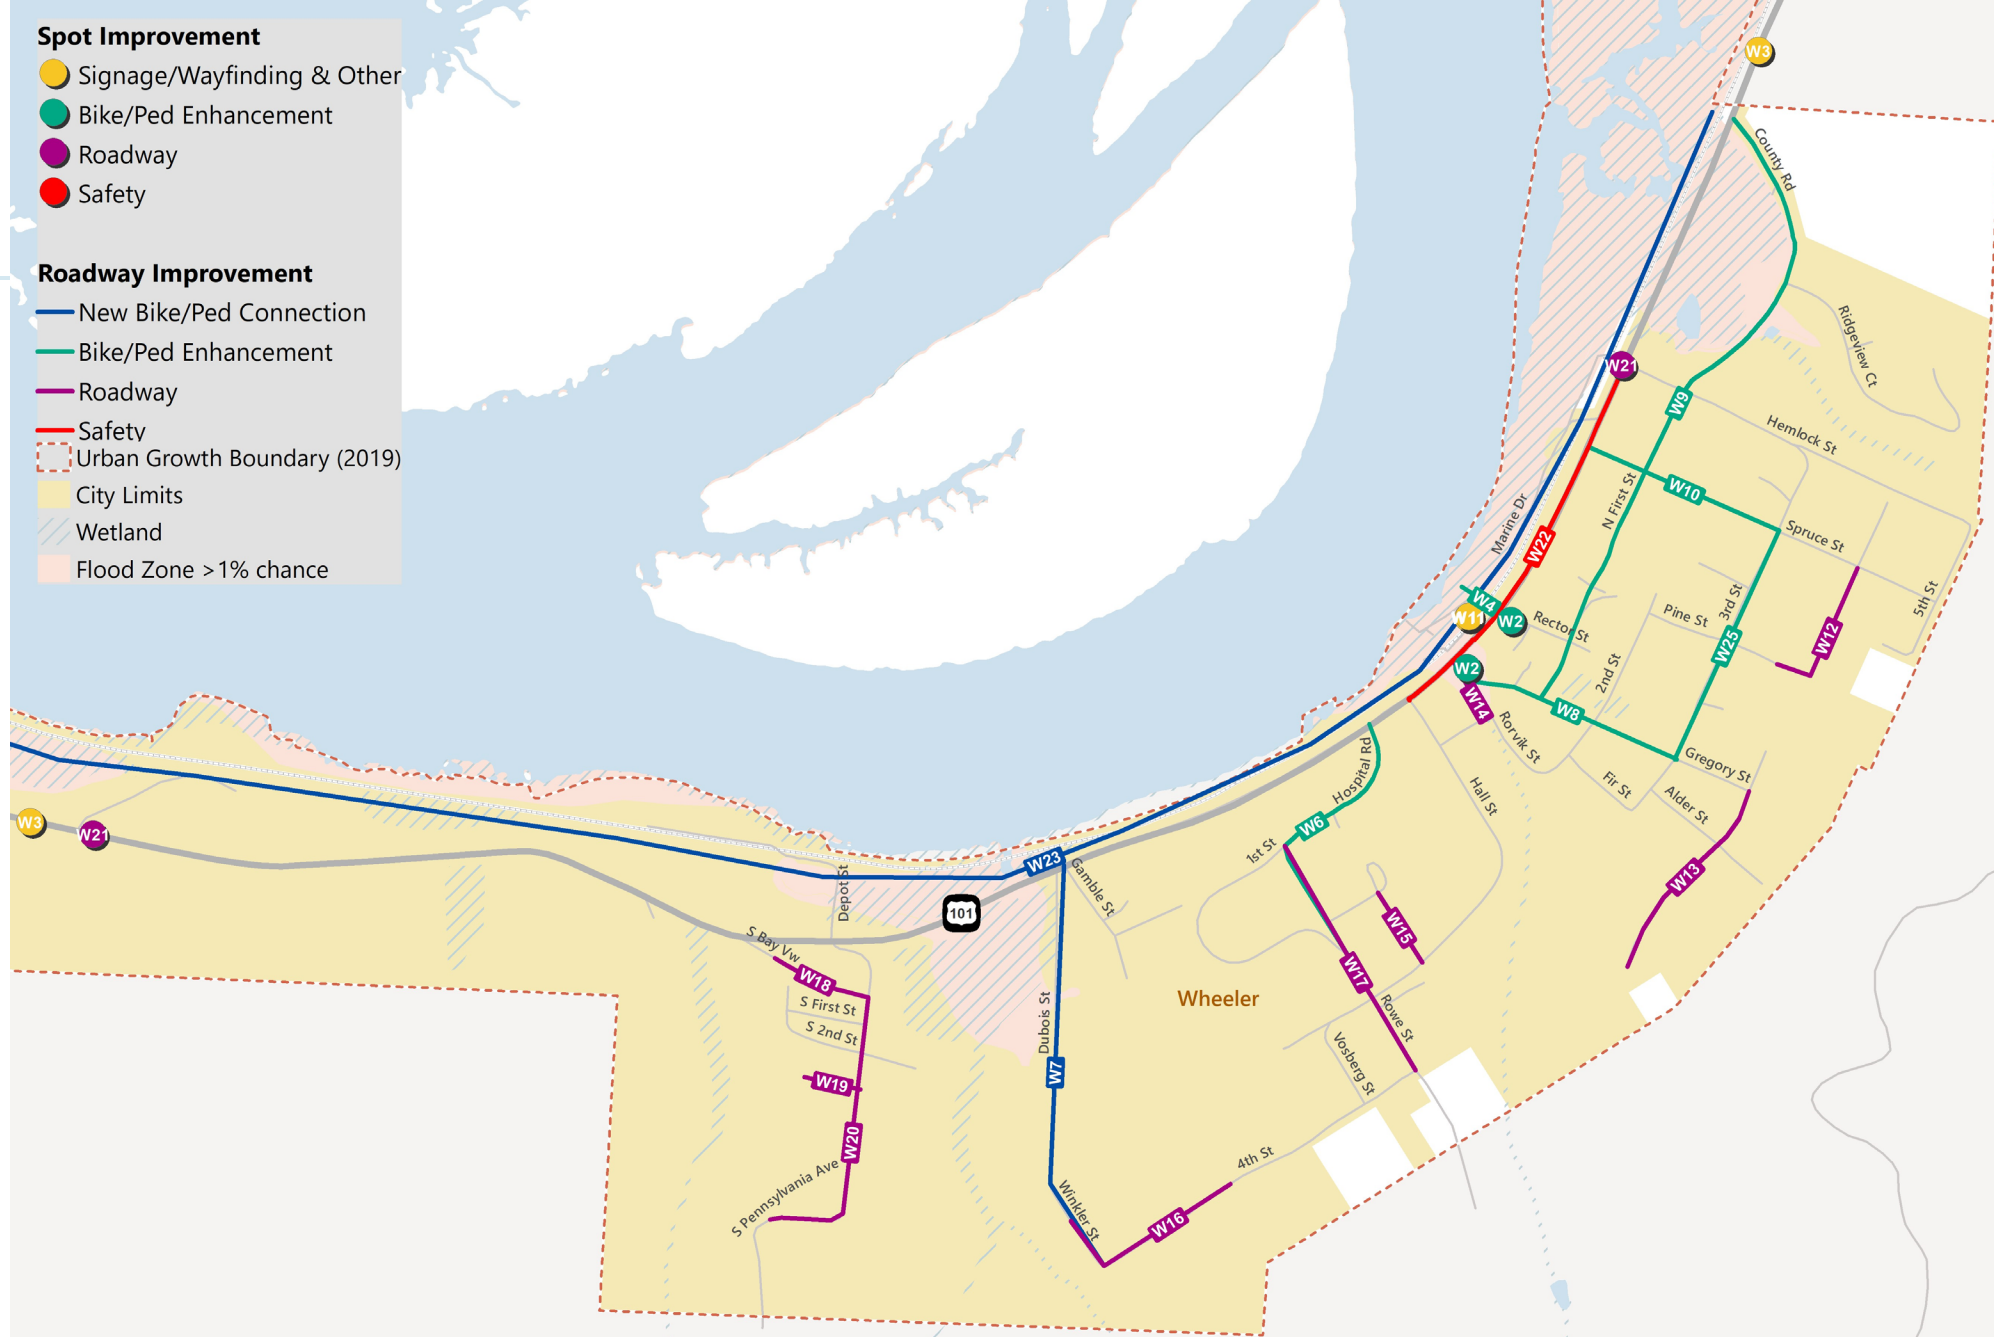 Spot Improvement
Signage/Wayfinding & Other
Bike/Ped Enhancement
Roadway
Safety
Roadway Improvement
New Bike/Ped Connection
Bike/Ped Enhancement
Roadway
Safety
Urban Growth Boundary (2019)
City Limits
Wetland
Flood Zone >1% chance
W3
County Rd
Ridgeview Ct
W21
W9
Hemlock St
W10
N First St
Marine Dr
Spruce St
W22
5th St
W4
W11
W2
Rector St
Pine St
3rd St
W12
W25
W2
2nd St
W14
W8
Rorvik St
Gregory St
Fir St
Alder St
Hospital Rd
Hall St
W3
W21
W6
1st St
W23
Gamble St
Depot St
W13
101
W15
S Bay Vw
W18
W17
Wheeler
S First St
Rowe St
S 2nd St
Dubois St
Vosberg St
W7
W19
W20
4th St
S Pennsylvania Ave
Winkler St
W16